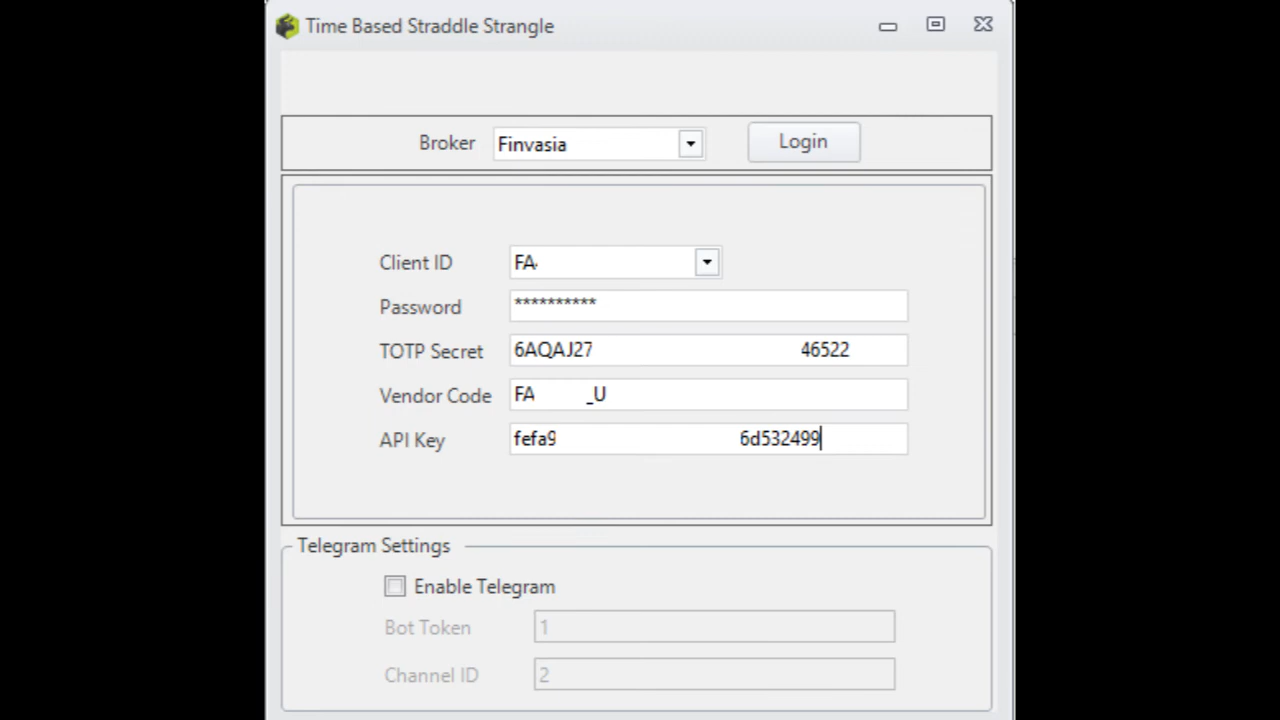 Time Based Straddle Strangle
Broker Finvasia Login
Client ID FA
Password **********
TOTP Secret 6AQAJ27 46522
Vendor Code FA _U
API Key fefa9 6d532499
Telegram Settings
Enable Telegram
Bot Token 1
Channel ID 2